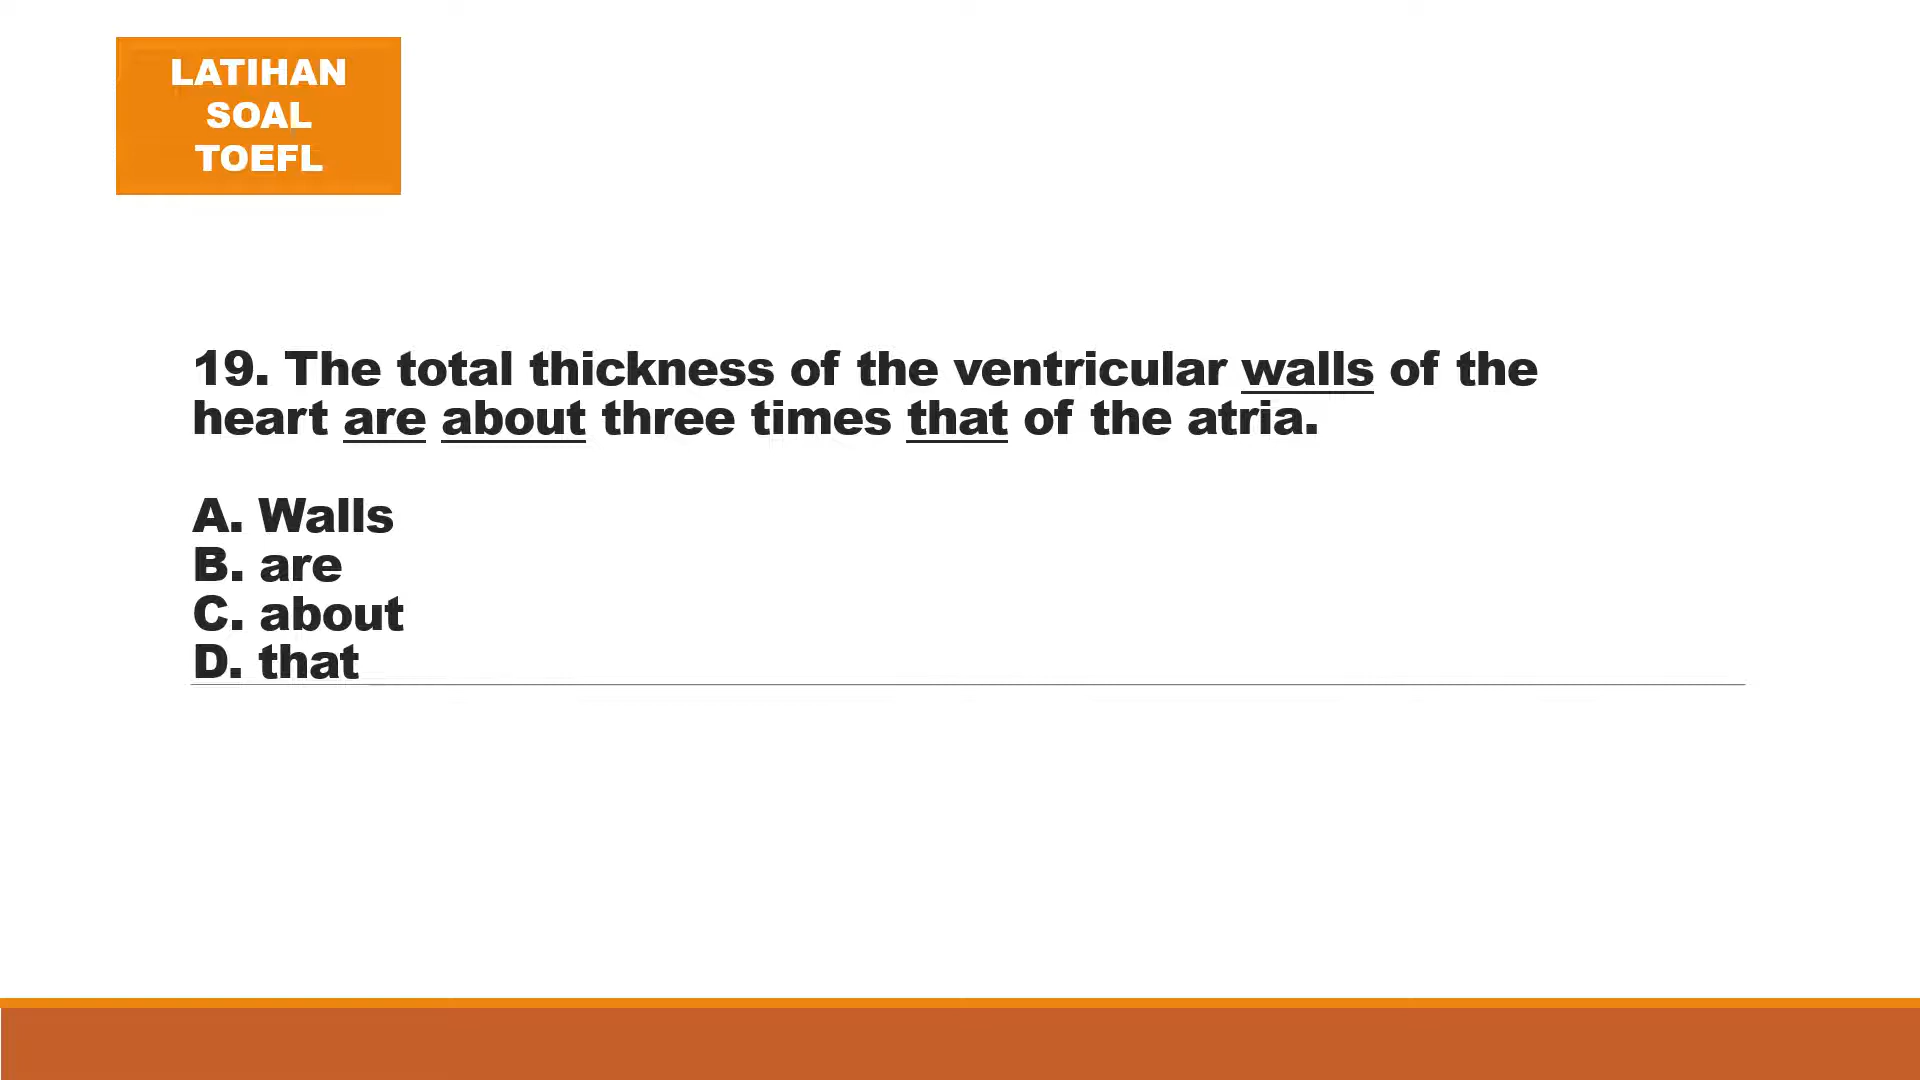 LATIHAN
SOAL
TOEFL
19. The total thickness of the ventricular walls of the
heart are about three times that of the atria.
A. Walls
B. are
C. about
D. that